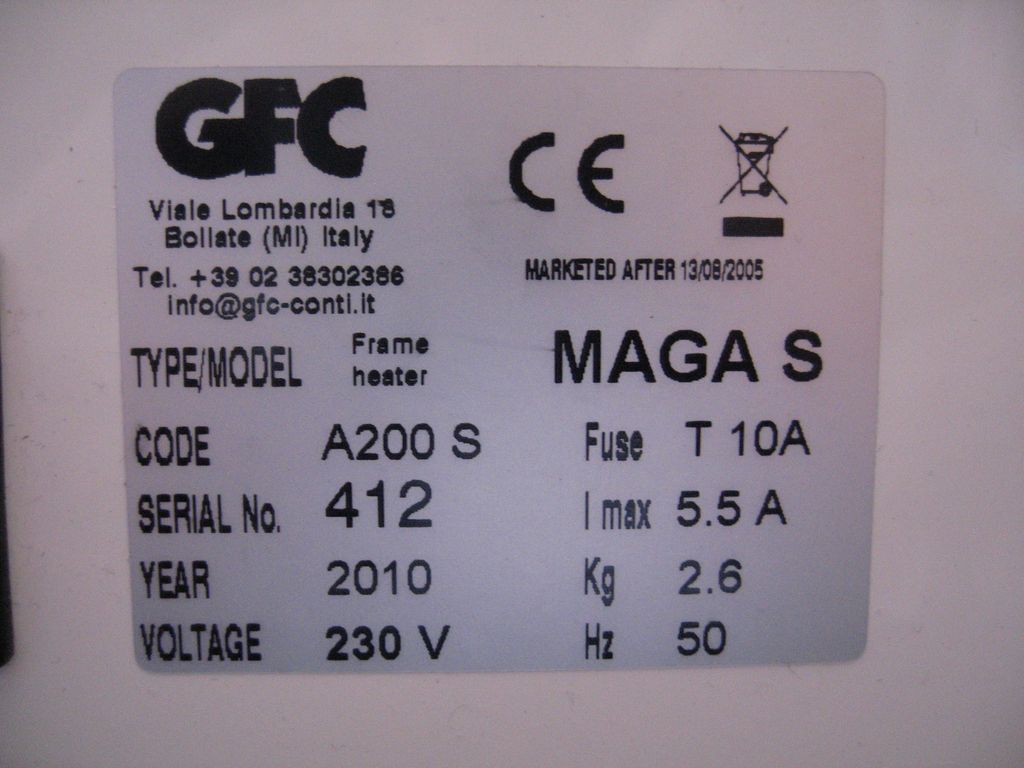 GFC
Viale Lombardia 18
Bollate (MI) Italy
Tel. +39 02 38302386
info@gfc-conti.it
CE
MARKETED AFTER 13/08/2005
TYPE/MODEL Frame heater MAGA S
CODE A200 S Fuse T 10A
SERIAL No. 412 I max 5.5 A
YEAR 2010 Kg 2.6
VOLTAGE 230 V Hz 50